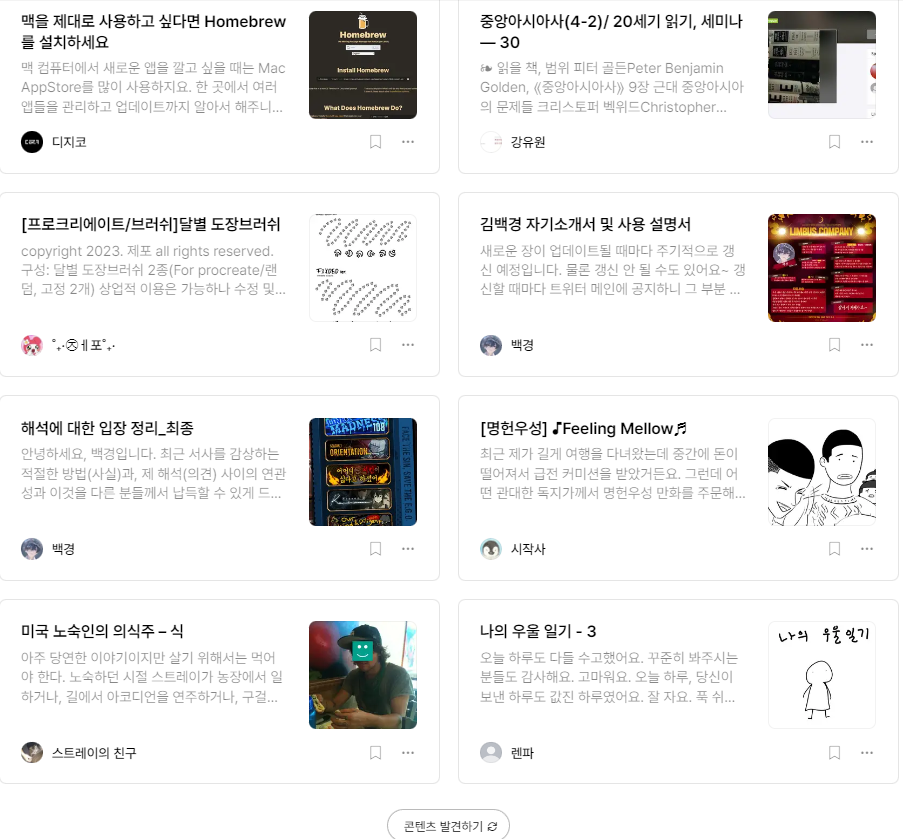 맥을 제대로 사용하고 싶다면 Homebrew
를 설치하세요
맥 컴퓨터에서 새로운 앱을 깔고 싶을 때는 Mac
AppStore를 많이 사용하지요. 한 곳에서 여러
앱들을 관리하고 업데이트까지 알아서 해주니...
Homebrew
Install Homebrew
What Does Homebrew Do?
디지코
중앙아시아사(4-2)/ 20세기 읽기, 세미나
— 30
❧ 읽을 책, 범위 피터 골든Peter Benjamin
Golden, ⟪중앙아시아사⟫ 9장 근대 중앙아시아
의 문제들 크리스토퍼 벡위드Christopher...
강유원
[프로크리에이트/브러쉬]달별 도장브러쉬
copyright 2023. 제포 all rights reserved.
구성: 달별 도장브러쉬 2종(For procreate/랜
덤, 고정 2개) 상업적 이용은 가능하나 수정 및...
˚₊‧㉨ㅔ포˚₊‧
김백경 자기소개서 및 사용 설명서
새로운 장이 업데이트될 때마다 주기적으로 갱
신 예정입니다. 물론 갱신 안 될 수도 있어요~ 갱
신할 때마다 트위터 메인에 공지하니 그 부분 ...
LIMBUS COMPANY
백경
해석에 대한 입장 정리_최종
안녕하세요, 백경입니다. 최근 서사를 감상하는
적절한 방법(사실)과, 제 해석(의견) 사이의 연관
성과 이것을 다른 분들께서 납득할 수 있게 드...
MADNESS
ORIENTATION
백경
[명헌우성] ♪Feeling Mellow♬
최근 제가 길게 여행을 다녀왔는데 중간에 돈이
떨어져서 급전 커미션을 받았거든요. 그런데 어
떤 관대한 독지가께서 명헌우성 만화를 주문해...
시작사
미국 노숙인의 의식주 – 식
아주 당연한 이야기이지만 살기 위해서는 먹어
야 한다. 노숙하던 시절 스트레이가 농장에서 일
하거나, 길에서 아코디언을 연주하거나, 구걸...
스트레이의 친구
나의 우울 일기 - 3
오늘 하루도 다들 수고했어요. 꾸준히 봐주시는
분들도 감사해요. 고마워요. 오늘 하루, 당신이
보낸 하루도 값진 하루였어요. 잘 자요. 푹 쉬...
나의 우울 일기
렌파
콘텐츠 발견하기